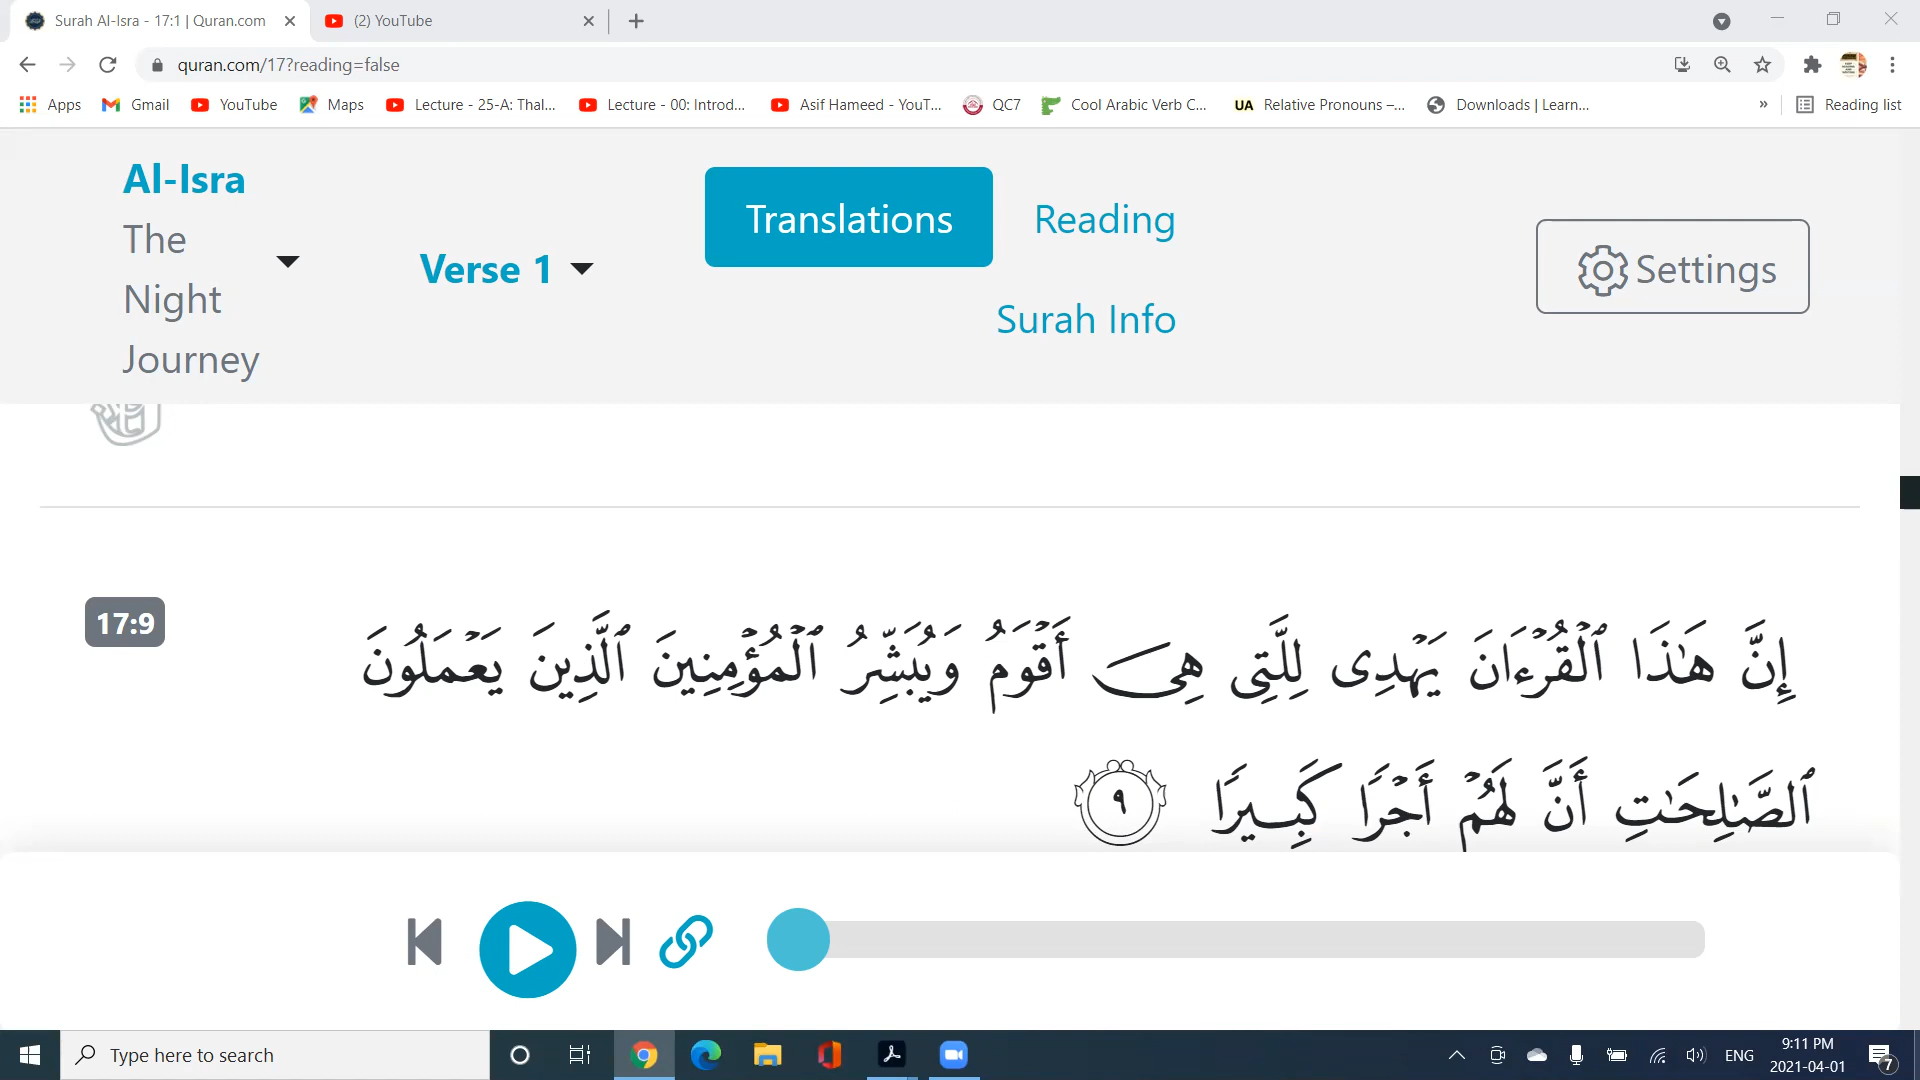 Surah Al-Isra - 17:1 | Quran.com
(2) YouTube
quran.com/17?reading=false
Apps
Gmail
YouTube
Maps
Lecture - 25-A: Thal...
Lecture - 00: Introd...
Asif Hameed - YouT...
QC7
Cool Arabic Verb C...
UA
Relative Pronouns –...
Downloads | Learn...
»
Reading list
Al-Isra
The
Night
Journey
Verse 1
Translations
Reading
Surah Info
Settings
17:9
إِنَّ هَـٰذَا ٱلْقُرْءَانَ يَهْدِى لِلَّتِى هِىَ أَقْوَمُ وَيُبَشِّرُ ٱلْمُؤْمِنِينَ ٱلَّذِينَ يَعْمَلُونَ
ٱلصَّـٰلِحَـٰتِ أَنَّ لَهُمْ أَجْرًا كَبِيرًا ٩
Type here to search
ENG
9:11 PM
2021-04-01
7